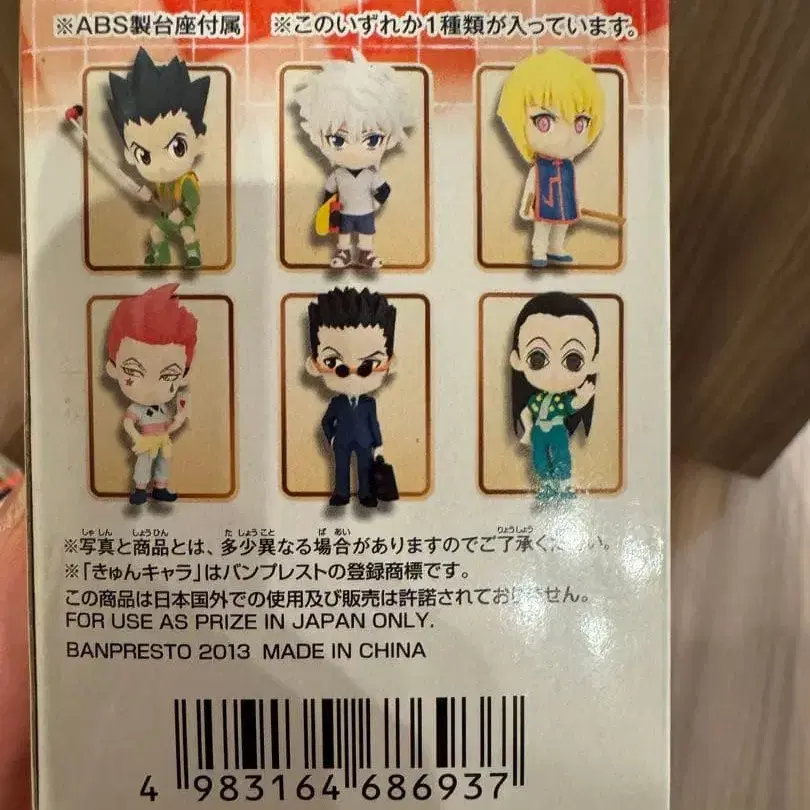 ※ABS製台座付属 ※このいずれか1種類が入っています。
しゃしん しょうひん た しょうこと ばあい りょうしょう
※写真と商品とは、多少異なる場合がありますのでご了承ください。
※「きゅんキャラ」はバンプレストの登録商標です。
この商品は日本国外での使用及び販売は許諾されておりません。
FOR USE AS PRIZE IN JAPAN ONLY.
BANPRESTO 2013 MADE IN CHINA
4 983164 686937